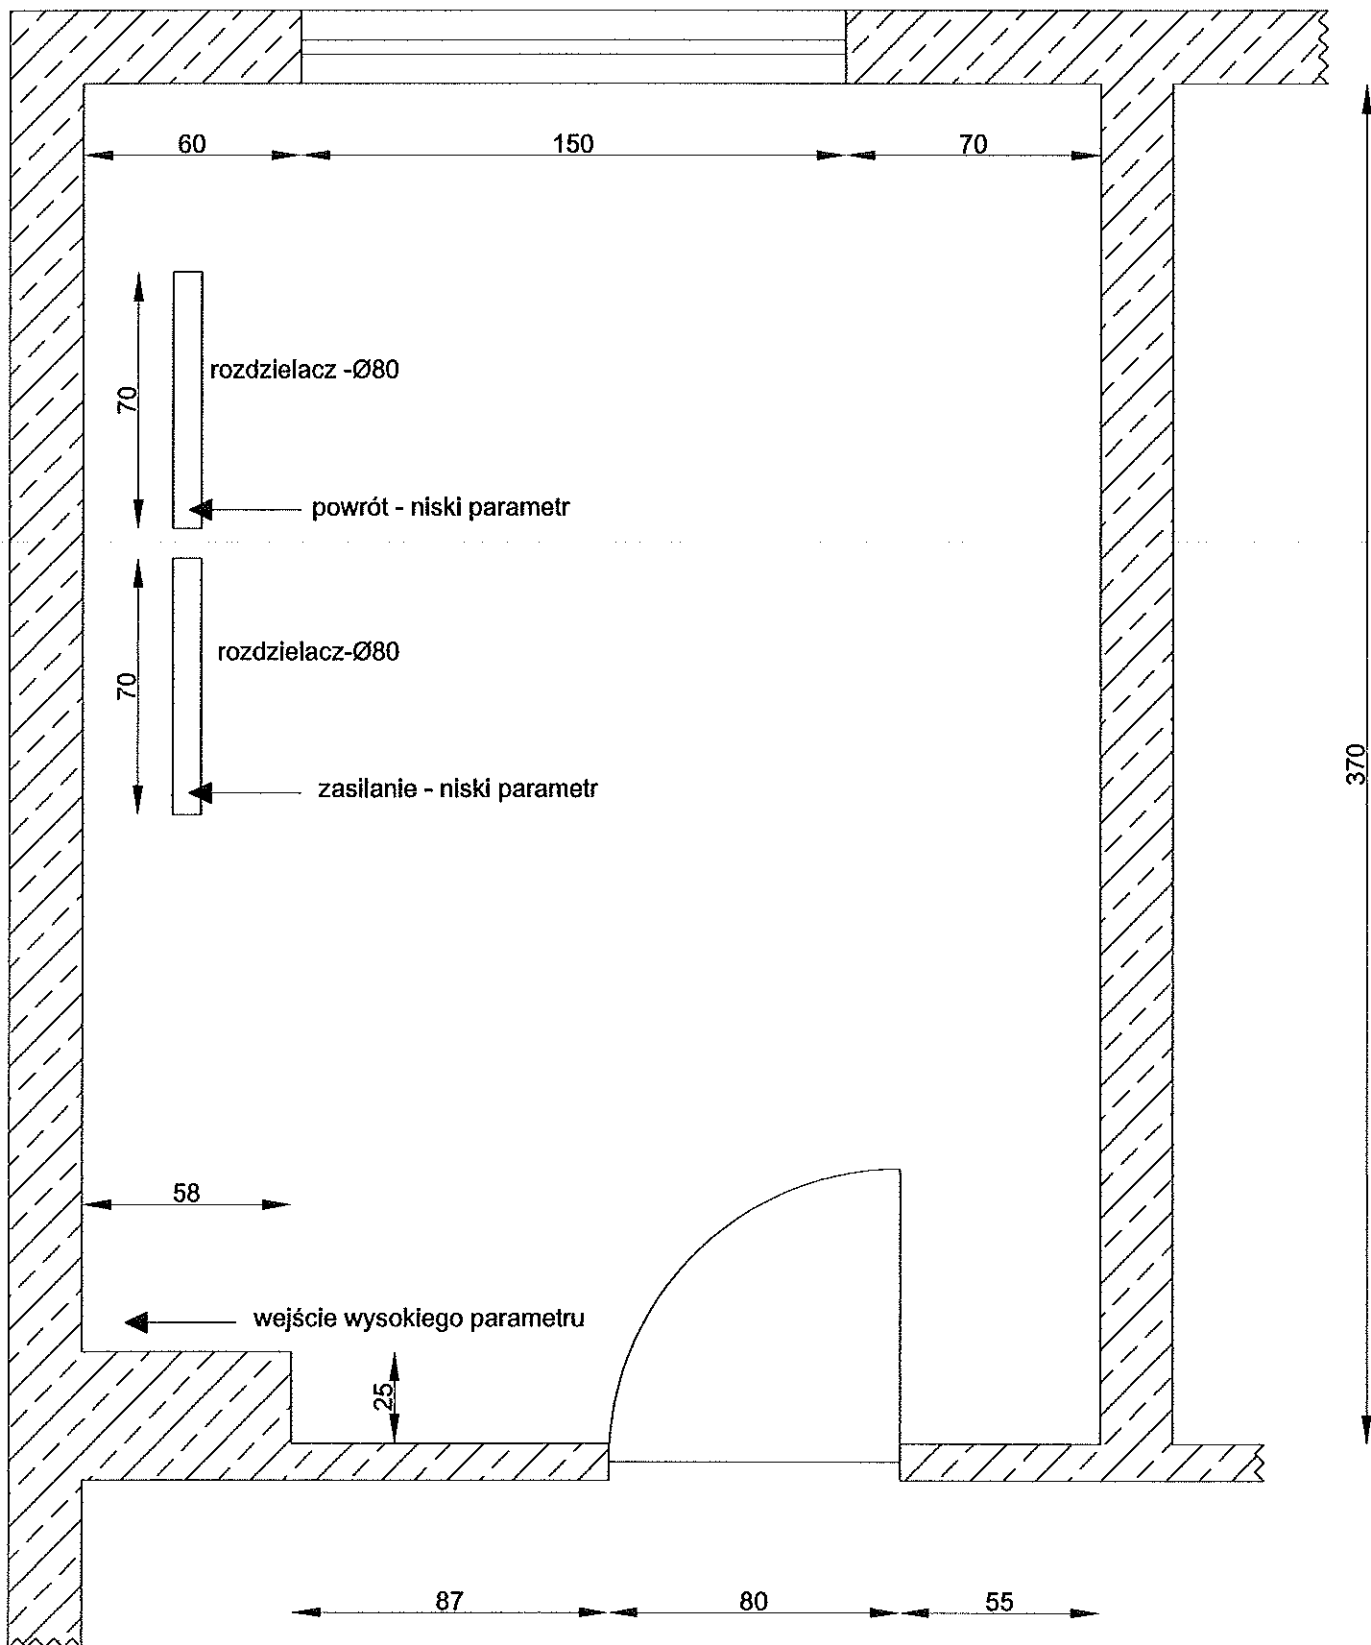 60
150
70
rozdzielacz -Ø80
70
powrót - niski parametr
rozdzielacz-Ø80
70
370
zasilanie - niski parametr
58
wejście wysokiego parametru
25
87
80
55